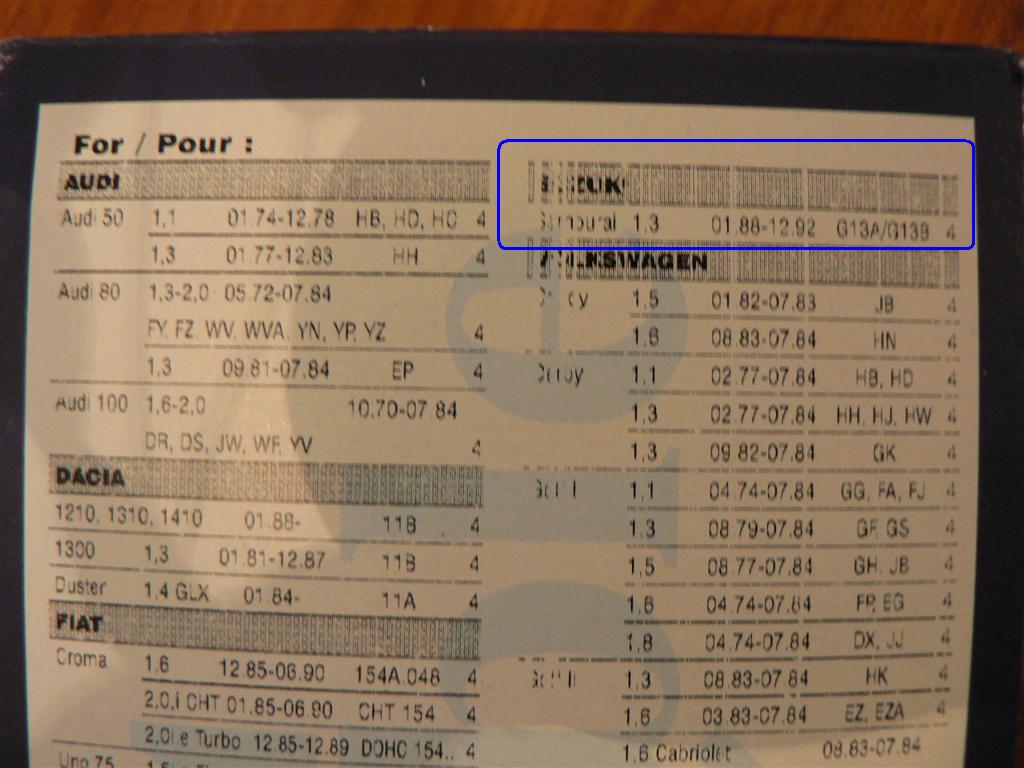 For / Pour :
AUDI
Audi 50 1,1 01.74-12.78 HB, HD, HC 4
1,3 01.77-12.83 HH 4
Audi 80 1,3-2,0 05.72-07.84
FY, FZ, WV, WVA, YN, YP, YZ 4
1,3 09.81-07.84 EP 4
Audi 100 1,6-2,0 10.70-07.84
DR, DS, JW, WF, YV 4
DACIA
1210, 1310, 1410 01.88- 11B 4
1300 1,3 01.81-12.87 11B 4
Duster 1,4 GLX 01.84- 11A 4
FIAT
Croma 1,6 12.85-06.90 154A.048 4
2,0.i CHT 01.85-06.90 CHT 154 4
2,0i.e Turbo 12.85-12.89 DOHC 154.. 4
Uno 75
SUZUKI
Samourai 1,3 01.88-12.92 G13A/G13B 4
VOLKSWAGEN
1,5 01.82-07.83 JB 4
1,6 08.83-07.84 HN 4
Derby 1,1 02.77-07.84 HB, HD 4
1,3 02.77-07.84 HH, HJ, HW 4
1,3 09.82-07.84 GK 4
Golf I 1,1 04.74-07.84 GG, FA, FJ 4
1,3 08.79-07.84 GF, GS 4
1,5 08.77-07.84 GH, JB 4
1,6 04.74-07.84 FP, EG 4
1,8 04.74-07.84 DX, JJ 4
Golf II 1,3 08.83-07.84 HK 4
1,6 03.83-07.84 EZ, EZA 4
1,6 Cabriolet 08.83-07.84